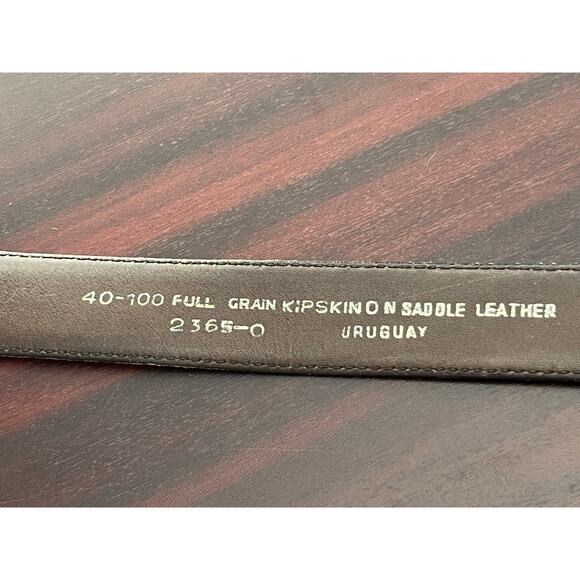 40-100 FULL GRAIN KIPSKIN ON SADDLE LEATHER
2365-0 URUGUAY